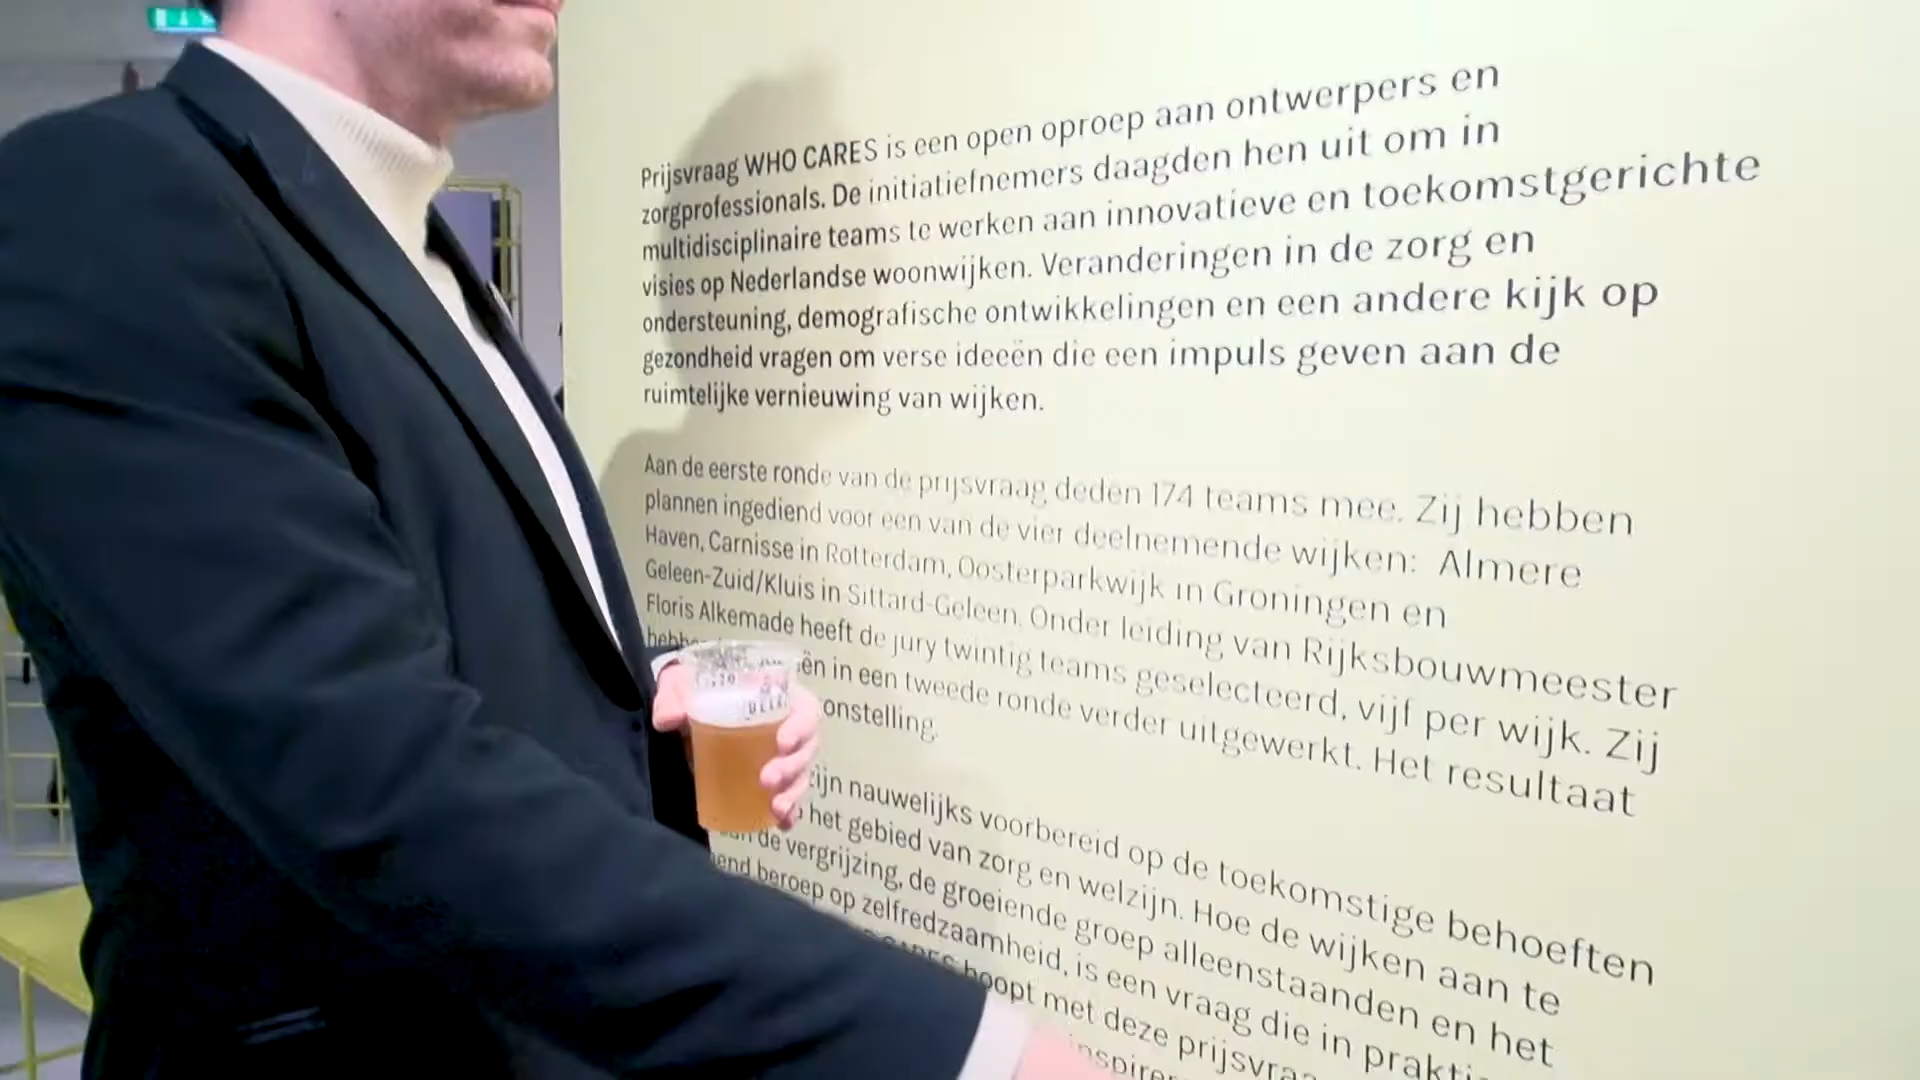 Prijsvraag WHO CARES is een open oproep aan ontwerpers en
zorgprofessionals. De initiatiefnemers daagden hen uit om in
multidisciplinaire teams te werken aan innovatieve en toekomstgerichte
visies op Nederlandse woonwijken. Veranderingen in de zorg en
ondersteuning, demografische ontwikkelingen en een andere kijk op
gezondheid vragen om verse ideeën die een impuls geven aan de
ruimtelijke vernieuwing van wijken.
Aan de eerste ronde van de prijsvraag deden 174 teams mee. Zij hebben
plannen ingediend voor een van de vier deelnemende wijken: Almere
Haven, Carnisse in Rotterdam, Oosterparkwijk in Groningen en
Geleen-Zuid/Kluis in Sittard-Geleen. Onder leiding van Rijksbouwmeester
Floris Alkemade heeft de jury twintig teams geselecteerd, vijf per wijk. Zij
in een tweede ronde verder uitgewerkt. Het resultaat
onstelling.
zijn nauwelijks voorbereid op de toekomstige behoeften
het gebied van zorg en welzijn. Hoe de wijken aan te
de vergrijzing, de groeiende groep alleenstaanden en het
end beroep op zelfredzaamheid, is een vraag die in prakti
hoopt met deze prijsvra